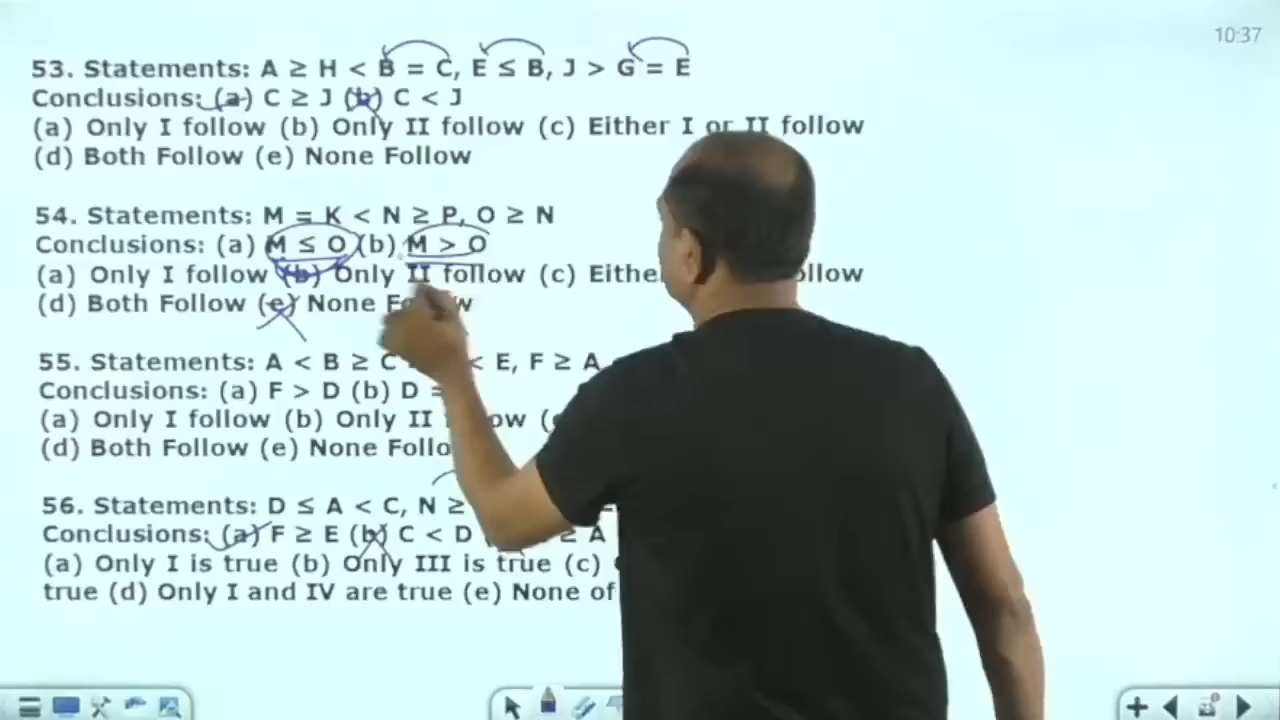 10:37
53. Statements: A ≥ H < B = C, E ≤ B, J > G = E
Conclusions: (a) C ≥ J (b) C < J
(a) Only I follow (b) Only II follow (c) Either I or II follow
(d) Both Follow (e) None Follow
54. Statements: M = K < N ≥ P, O ≥ N
Conclusions: (a) M ≤ O (b) M > O
(a) Only I follow (b) Only II follow (c) follow
(d) Both Follow (e) None
55. Statements: A < B ≥ C < E, F ≥ A
Conclusions: (a) F > D (b) D =
(a) Only I follow (b) Only II
(d) Both Follow (e) None
56. Statements: D ≤ A < C, N ≥
Conclusions: (a) F ≥ E (b) C < D ≥ A
(a) Only I is true (b) Only III is true (c)
true (d) Only I and IV are true (e) None of